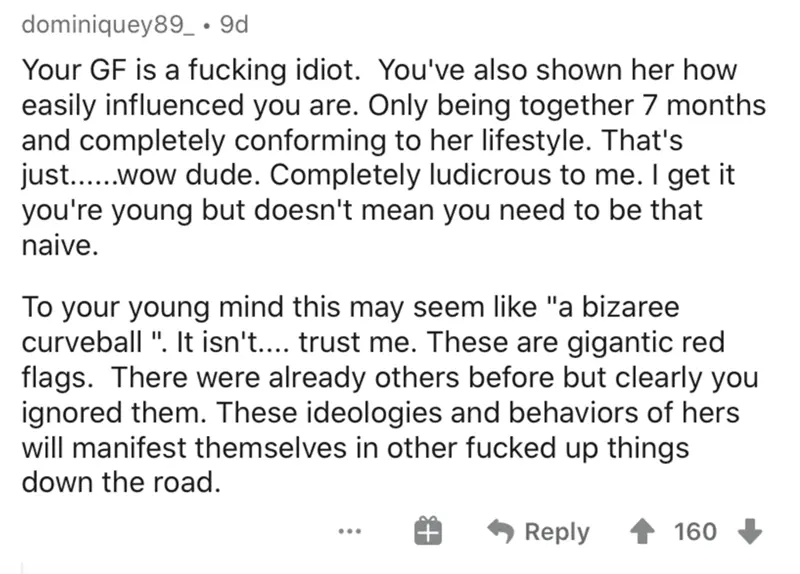 dominiquey89_ • 9d
Your GF is a fucking idiot.  You've also shown her how
easily influenced you are. Only being together 7 months
and completely conforming to her lifestyle. That's
just......wow dude. Completely ludicrous to me. I get it
you're young but doesn't mean you need to be that
naive.
To your young mind this may seem like "a bizaree
curveball ". It isn't.... trust me. These are gigantic red
flags.  There were already others before but clearly you
ignored them. These ideologies and behaviors of hers
will manifest themselves in other fucked up things
down the road.
... Reply 160